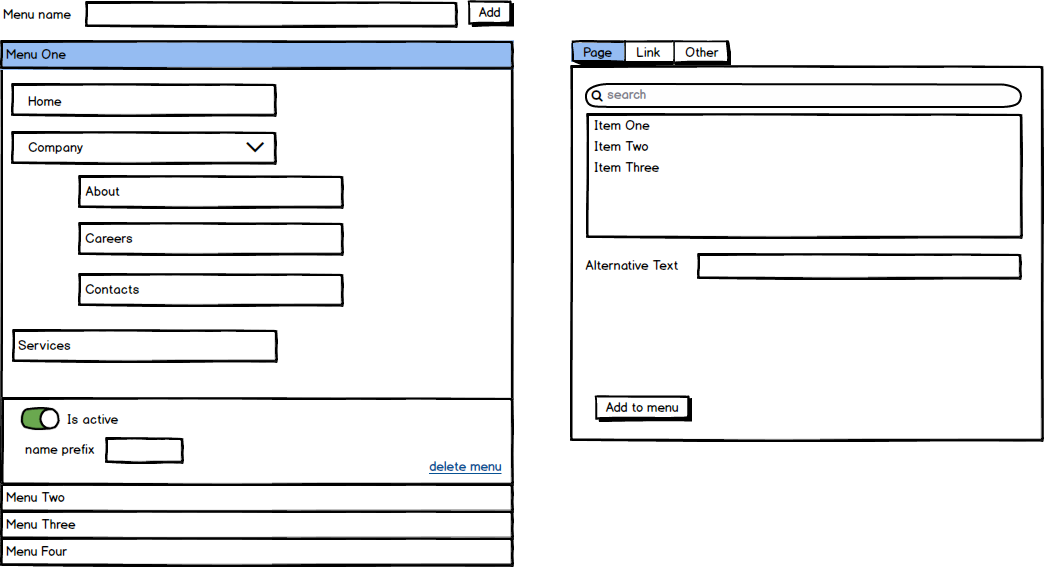 Menu name
Add
Menu One
Home
Company
About
Careers
Contacts
Services
Is active
name prefix
delete menu
Menu Two
Menu Three
Menu Four
Page Link Other
search
Item One
Item Two
Item Three
Alternative Text
Add to menu